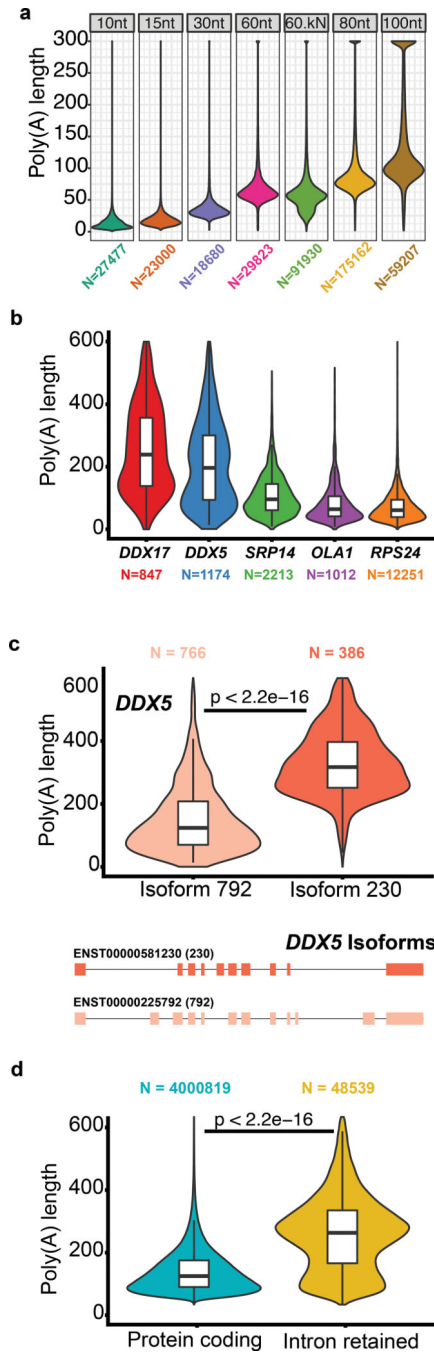 a
10nt 15nt 30nt 60nt 60.kN 80nt 100nt
Poly(A) length
300
200
150
100
50
0
N=27477 N=23000 N=18680 N=29823 N=91930 N=175162 N=59207
b
Poly(A) length
600
400
200
0
DDX17 DDX5 SRP14 OLA1 RPS24
N=847 N=1174 N=2213 N=1012 N=12251
c
N = 766 N = 386
DDX5 p < 2.2e−16
Poly(A) length
600
400
200
0
Isoform 792 Isoform 230
DDX5 Isoforms
ENST00000581230 (230)
ENST00000225792 (792)
d
N = 4000819 N = 48539
p < 2.2e−16
Poly(A) length
600
400
200
0
Protein coding Intron retained